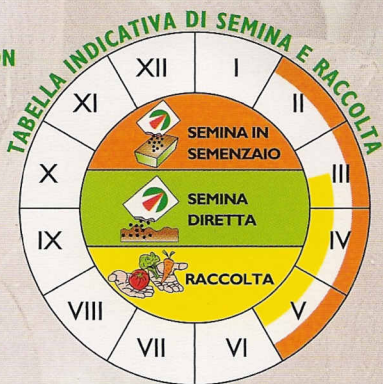 ON
TABELLA INDICATIVA DI SEMINA E RACCOLTA
XII
I
XI
II
X
III
IX
IV
VIII
V
VII
VI
SEMINA IN
SEMENZAIO
SEMINA
DIRETTA
RACCOLTA